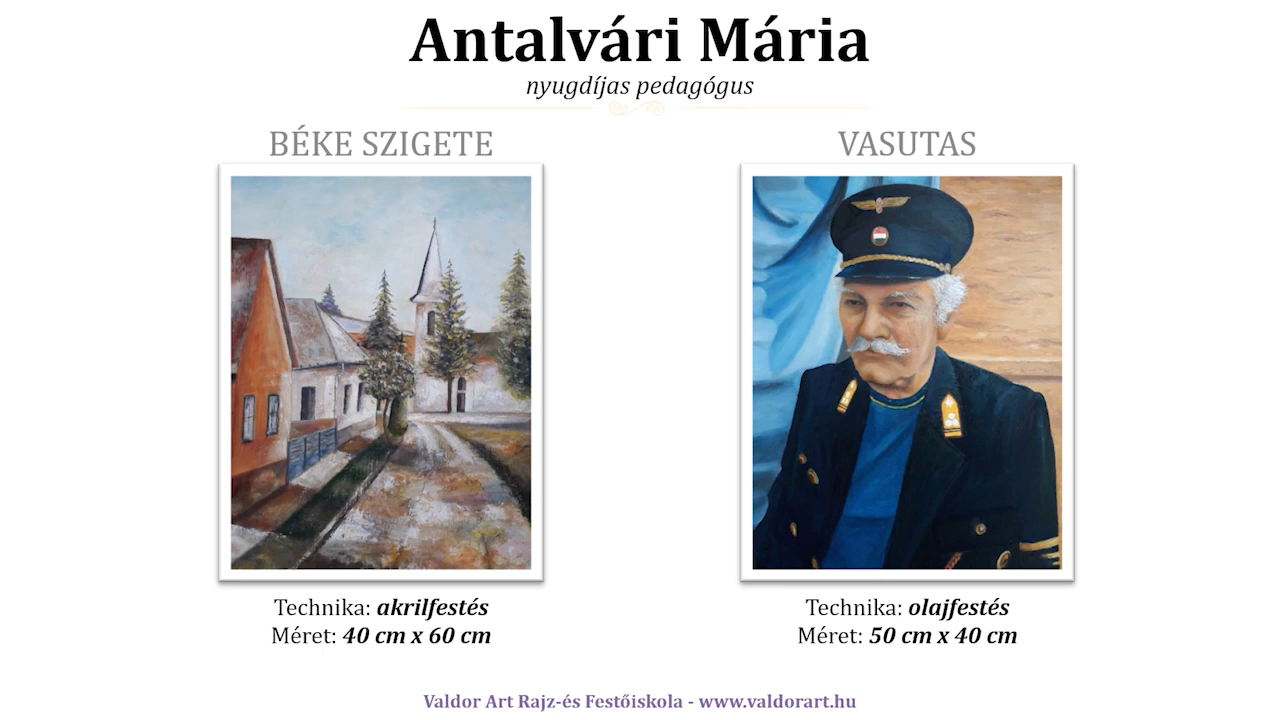 Antalvári Mária
nyugdíjas pedagógus
BÉKE SZIGETE
Technika: akrilfestés
Méret: 40 cm x 60 cm
VASUTAS
Technika: olajfestés
Méret: 50 cm x 40 cm
Valdor Art Rajz-és Festőiskola - www.valdorart.hu